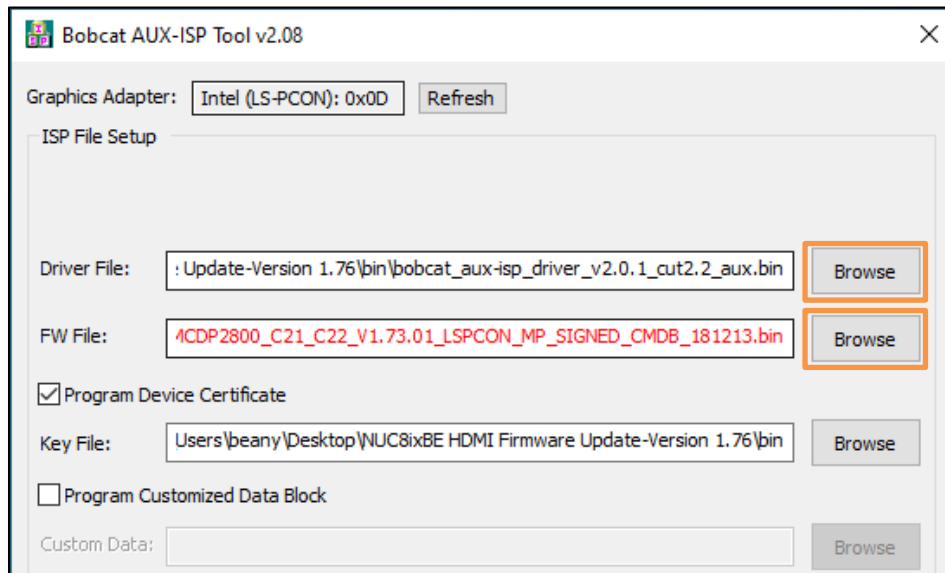 Bobcat AUX-ISP Tool v2.08
Graphics Adapter: Intel (LS-PCON): 0x0D Refresh
ISP File Setup
Driver File: : Update-Version 1.76\bin\bobcat_aux-isp_driver_v2.0.1_cut2.2_aux.bin Browse
FW File: MCDP2800_C21_C22_V1.73.01_LSPCON_MP_SIGNED_CMDB_181213.bin Browse
Program Device Certificate
Key File: Users\beany\Desktop\NUC8ixBE HDMI Firmware Update-Version 1.76\bin Browse
Program Customized Data Block
Custom Data: Browse